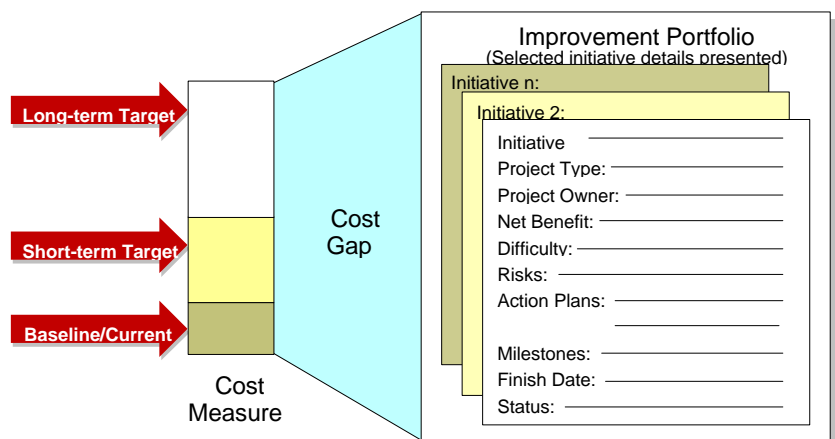 Long-term Target
Short-term Target
Baseline/Current
Cost
Measure
Cost
Gap
Improvement Portfolio
(Selected initiative details presented)
Initiative n:
Initiative 2:
Initiative
Project Type:
Project Owner:
Net Benefit:
Difficulty:
Risks:
Action Plans:
Milestones:
Finish Date:
Status: